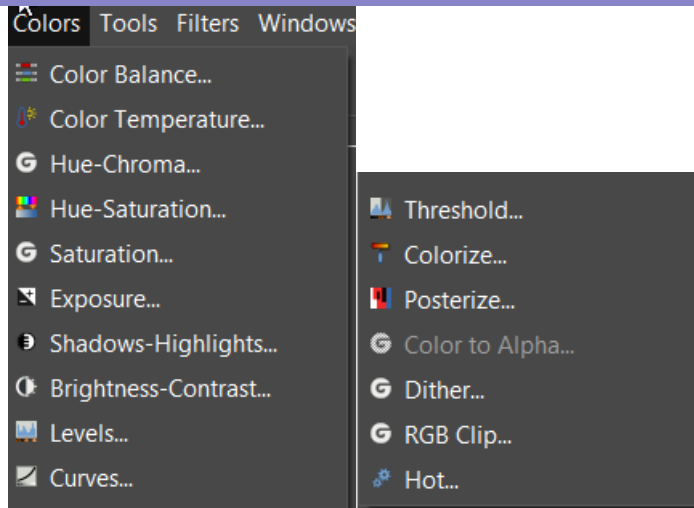 Colors Tools Filters Windows
Color Balance...
Color Temperature...
Hue-Chroma...
Hue-Saturation...
Saturation...
Exposure...
Shadows-Highlights...
Brightness-Contrast...
Levels...
Curves...
Threshold...
Colorize...
Posterize...
Color to Alpha...
Dither...
RGB Clip...
Hot...